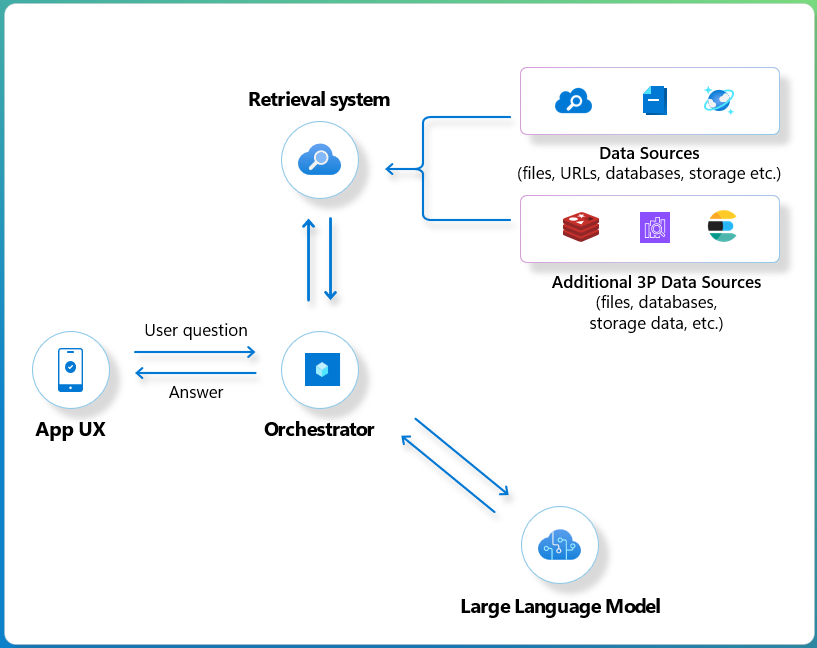 Retrieval system
Data Sources
(files, URLs, databases, storage etc.)
Additional 3P Data Sources
(files, databases,
storage data, etc.)
User question
Answer
App UX
Orchestrator
Large Language Model